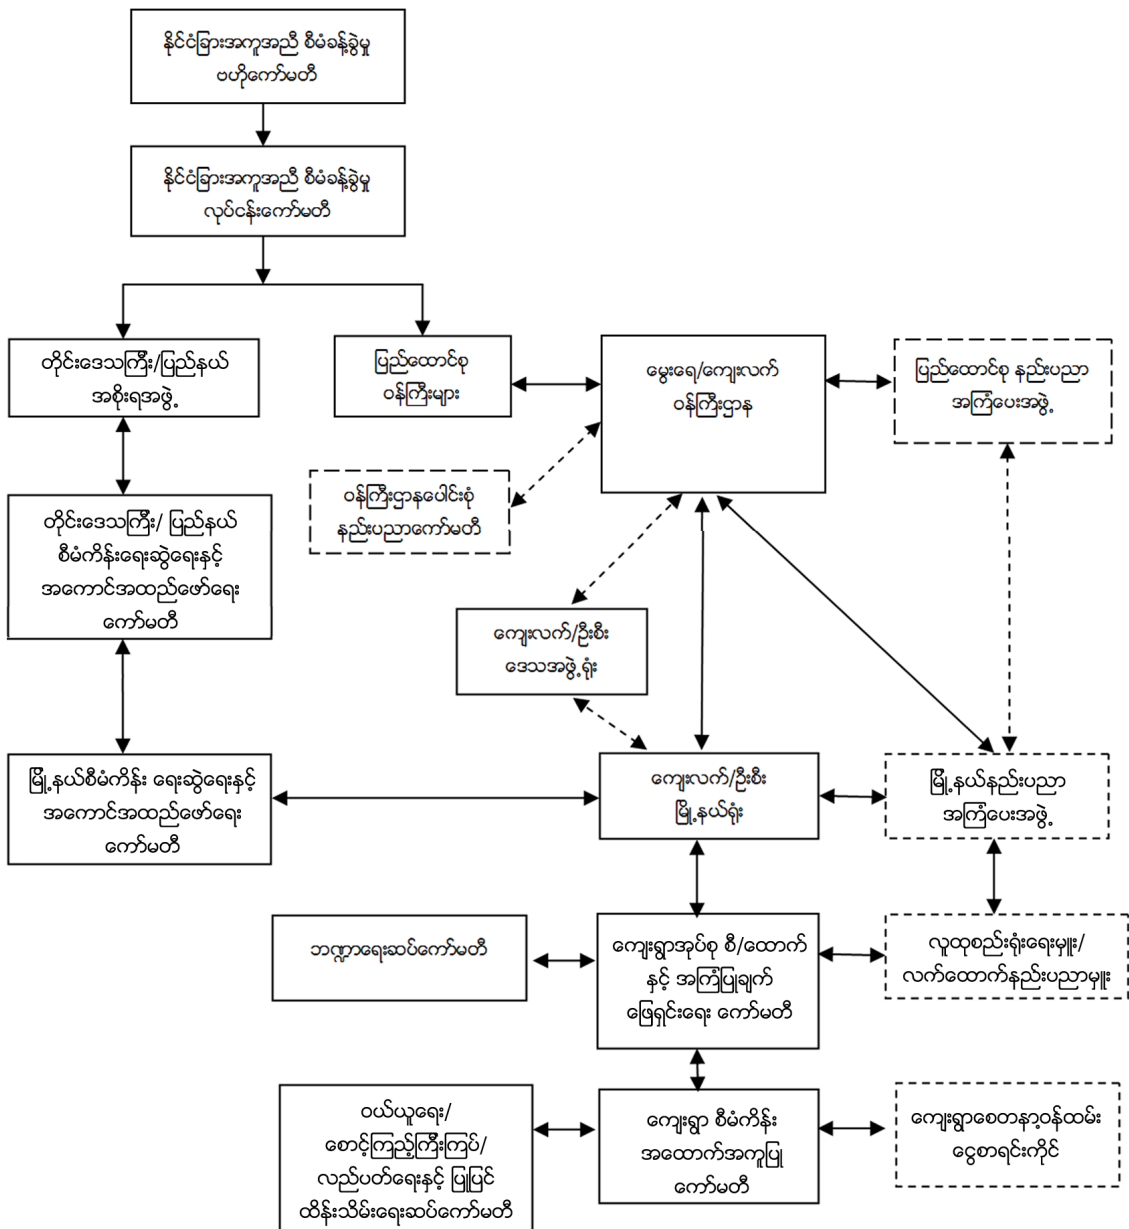 နိုင်ငံခြားအကူအညီ စီမံခန့်ခွဲမှု
ဗဟိုကော်မတီ
နိုင်ငံခြားအကူအညီ စီမံခန့်ခွဲမှု
လုပ်ငန်းကော်မတီ
တိုင်းဒေသကြီး/ပြည်နယ်
အစိုးရအဖွဲ့
ပြည်ထောင်စု
ဝန်ကြီးများ
မွေးရေ/ကျေးလက်
ဝန်ကြီးဌာန
ပြည်ထောင်စု နည်းပညာ
အကြံပေးအဖွဲ့
ဝန်ကြီးဌာနပေါင်းစုံ
နည်းပညာကော်မတီ
တိုင်းဒေသကြီး/ ပြည်နယ်
စီမံကိန်းရေးဆွဲရေးနှင့်
အကောင်အထည်ဖော်ရေး
ကော်မတီ
ကျေးလက်/ဦးစီး
ဒေသအဖွဲ့ရုံး
မြို့နယ်စီမံကိန်း ရေးဆွဲရေးနှင့်
အကောင်အထည်ဖော်ရေး
ကော်မတီ
ကျေးလက်/ဦးစီး
မြို့နယ်ရုံး
မြို့နယ်နည်းပညာ
အကြံပေးအဖွဲ့
ဘဏ္ဍာရေးဆပ်ကော်မတီ
ကျေးရွာအုပ်စု စီ/ထောက်
နှင့် အကြံပြုချက်
ဖြေရှင်းရေး ကော်မတီ
လူထုစည်းရုံးရေးမှူး/
လက်ထောက်နည်းပညာမှူး
ဝယ်ယူရေး/
စောင့်ကြည့်ကြီးကြပ်/
လည်ပတ်ရေးနှင့် ပြုပြင်
ထိန်းသိမ်းရေးဆပ်ကော်မတီ
ကျေးရွာ စီမံကိန်း
အထောက်အကူပြု
ကော်မတီ
ကျေးရွာစေတနာ့ဝန်ထမ်း
ငွေစာရင်းကိုင်